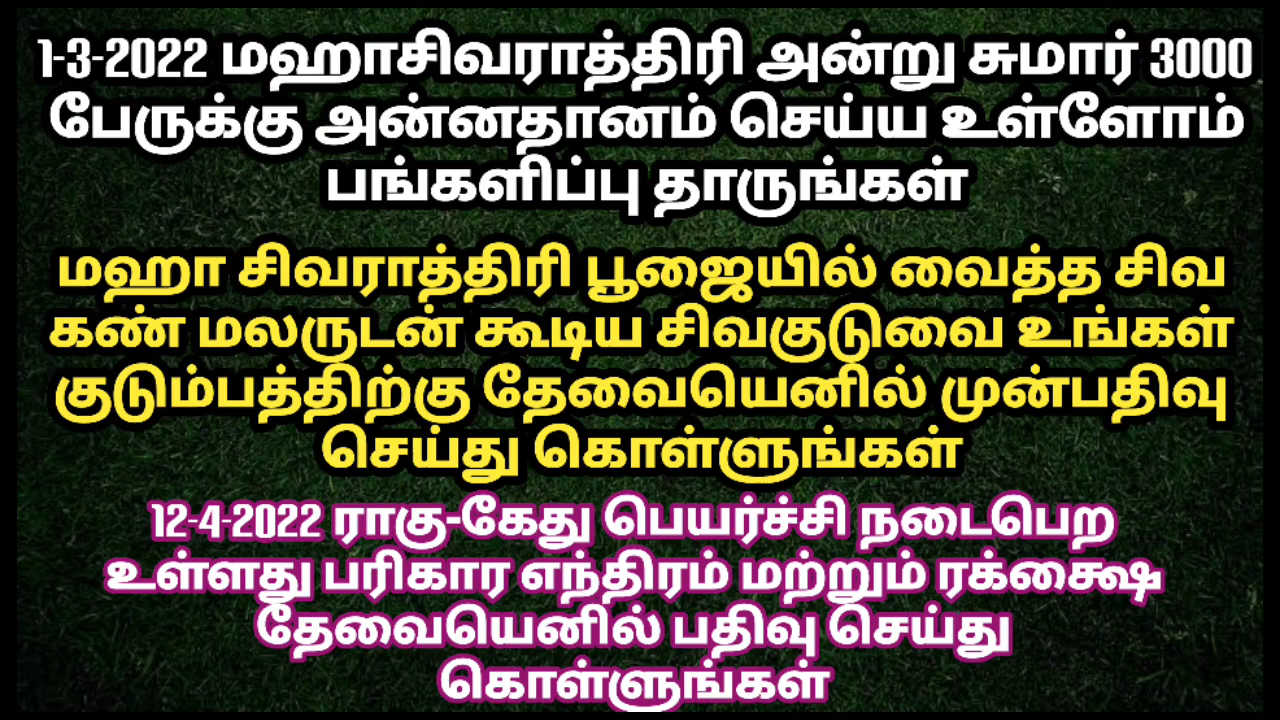 1-3-2022 மஹாசிவராத்திரி அன்று சுமார் 3000
பேருக்கு அன்னதானம் செய்ய உள்ளோம்
பங்களிப்பு தாருங்கள்
மஹா சிவராத்திரி பூஜையில் வைத்த சிவ
கண் மலருடன் கூடிய சிவகுடுவை உங்கள்
குடும்பத்திற்கு தேவையெனில் முன்பதிவு
செய்து கொள்ளுங்கள்
12-4-2022 ராகு-கேது பெயர்ச்சி நடைபெற
உள்ளது பரிகார எந்திரம் மற்றும் ரக்க்ஷை
தேவையெனில் பதிவு செய்து
கொள்ளுங்கள்